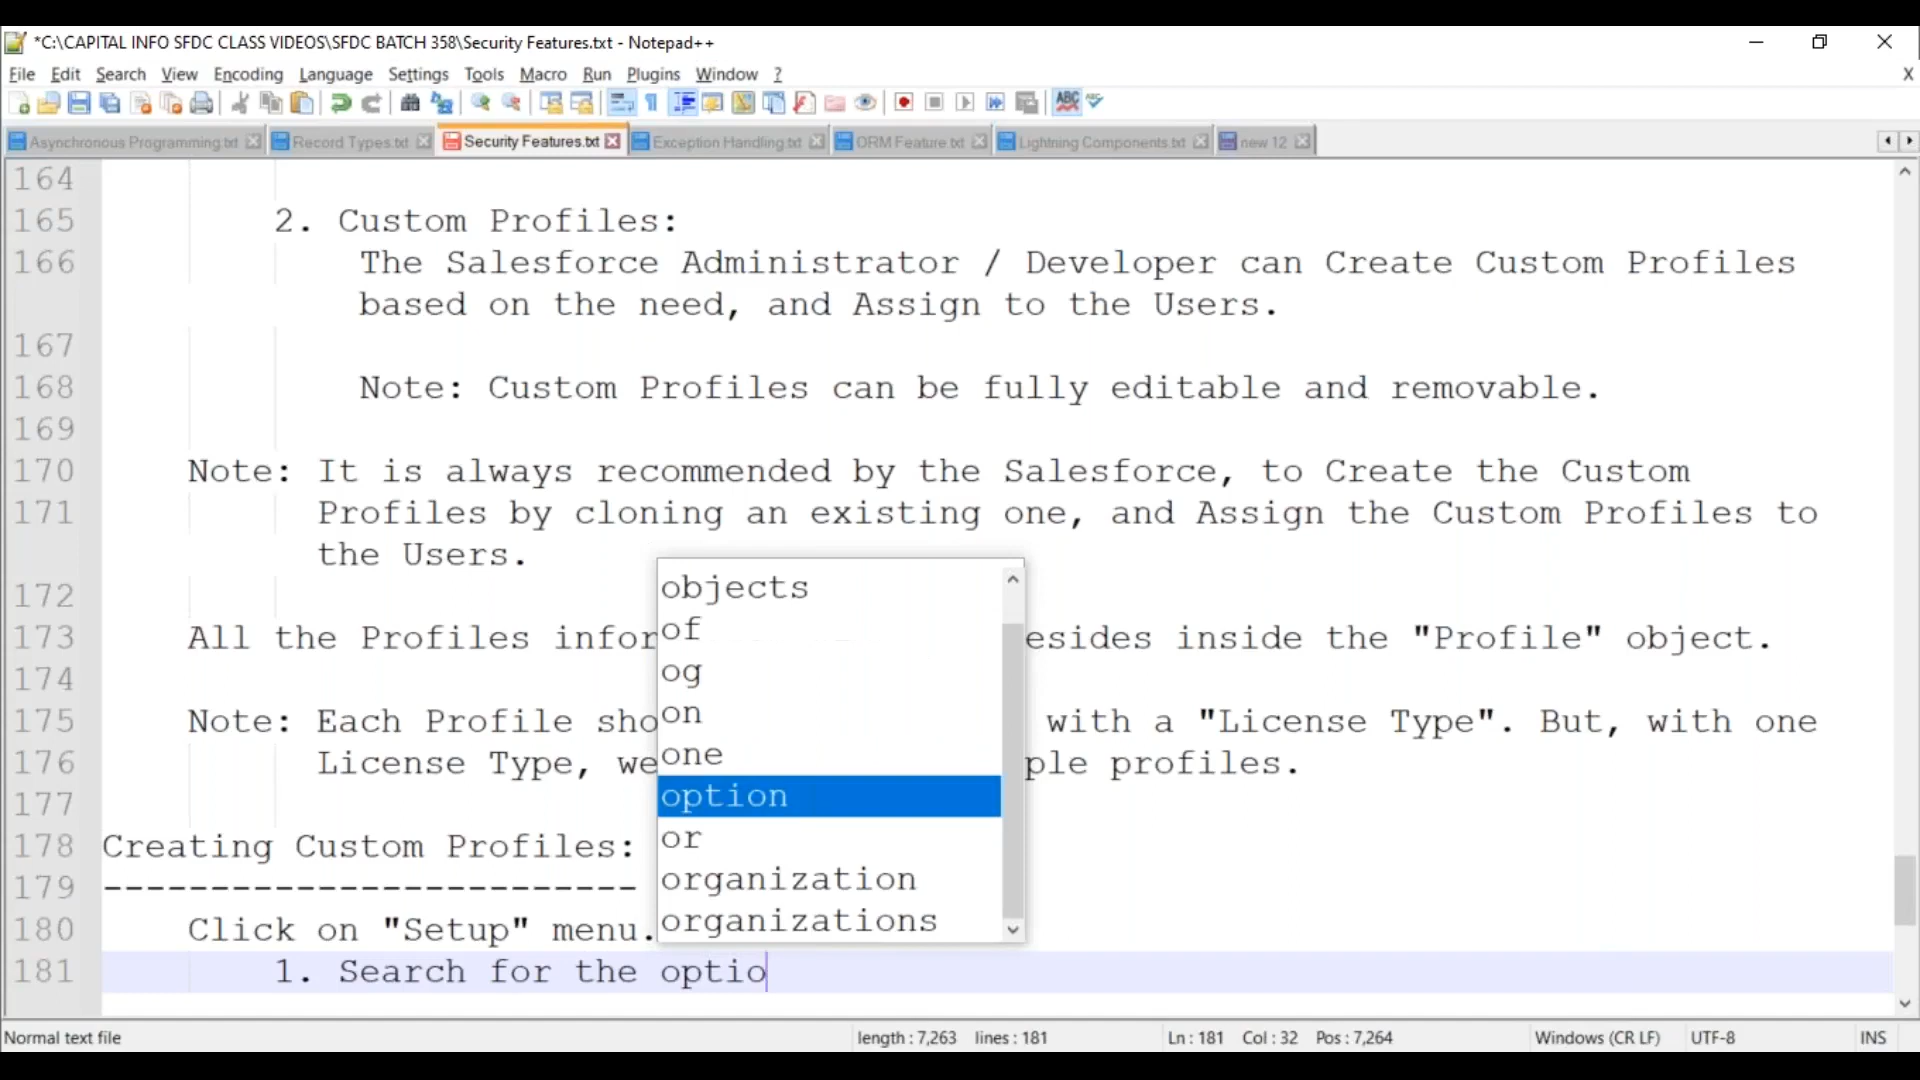 *C:\CAPITAL INFO SFDC CLASS VIDEOS\SFDC BATCH 358\Security Features.txt - Notepad++
File Edit Search View Encoding Language Settings Tools Macro Run Plugins Window ?
X
ABC
Asynchronous Programming.txt Record Types.txt Security Features.txt Exception Handling.txt ORM Feature.txt Lightning Components.txt new 12
164
165 2. Custom Profiles:
166 The Salesforce Administrator / Developer can Create Custom Profiles
based on the need, and Assign to the Users.
167
168 Note: Custom Profiles can be fully editable and removable.
169
170 Note: It is always recommended by the Salesforce, to Create the Custom
171 Profiles by cloning an existing one, and Assign the Custom Profiles to
the Users.
172
173 All the Profiles infor esides inside the "Profile" object.
174
175 Note: Each Profile sho with a "License Type". But, with one
176 License Type, we ple profiles.
177
178 Creating Custom Profiles:
179 -------------------------
180 Click on "Setup" menu.
181 1. Search for the optio
objects
of
og
on
one
option
or
organization
organizations
Normal text file length : 7,263 lines : 181 Ln : 181 Col : 32 Pos : 7,264 Windows (CR LF) UTF-8 INS